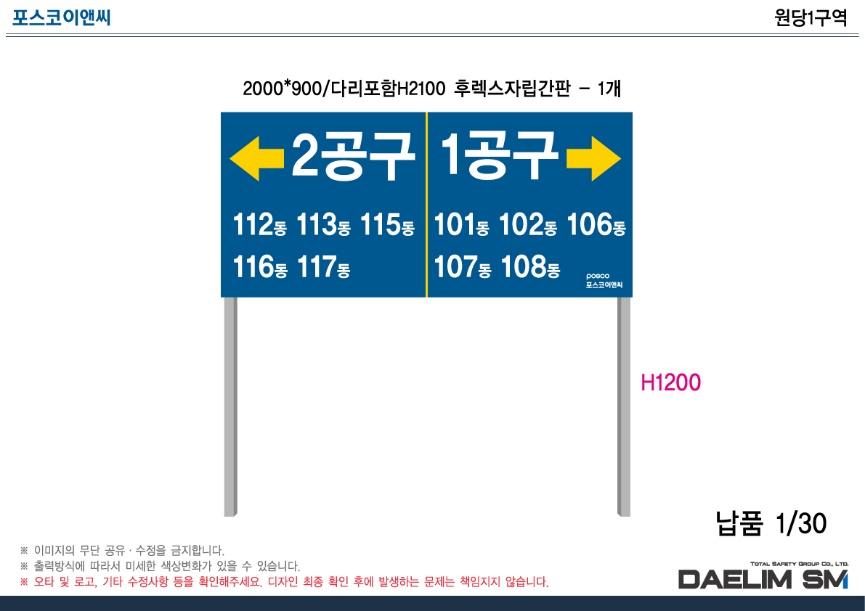 포스코이앤씨
원당1구역
2000*900/다리포함H2100 후렉스자립간판 - 1개
2공구
1공구
112동 113동 115동
101동 102동 106동
116동 117동
107동 108동
posco
포스코이앤씨
H1200
납품 1/30
※ 이미지의 무단 공유·수정을 금지합니다.
※ 출력방식에 따라서 미세한 색상변화가 있을 수 있습니다.
※ 오타 및 로고, 기타 수정사항 등을 확인해주세요. 디자인 최종 확인 후에 발생하는 문제는 책임지지 않습니다.
TOTAL SAFETY GROUP CO., LTD.
DAELIM SM